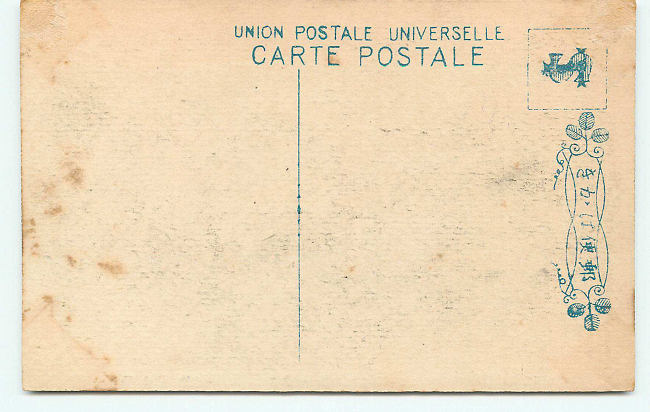 UNION POSTALE UNIVERSELLE
CARTE POSTALE
郵便はかき